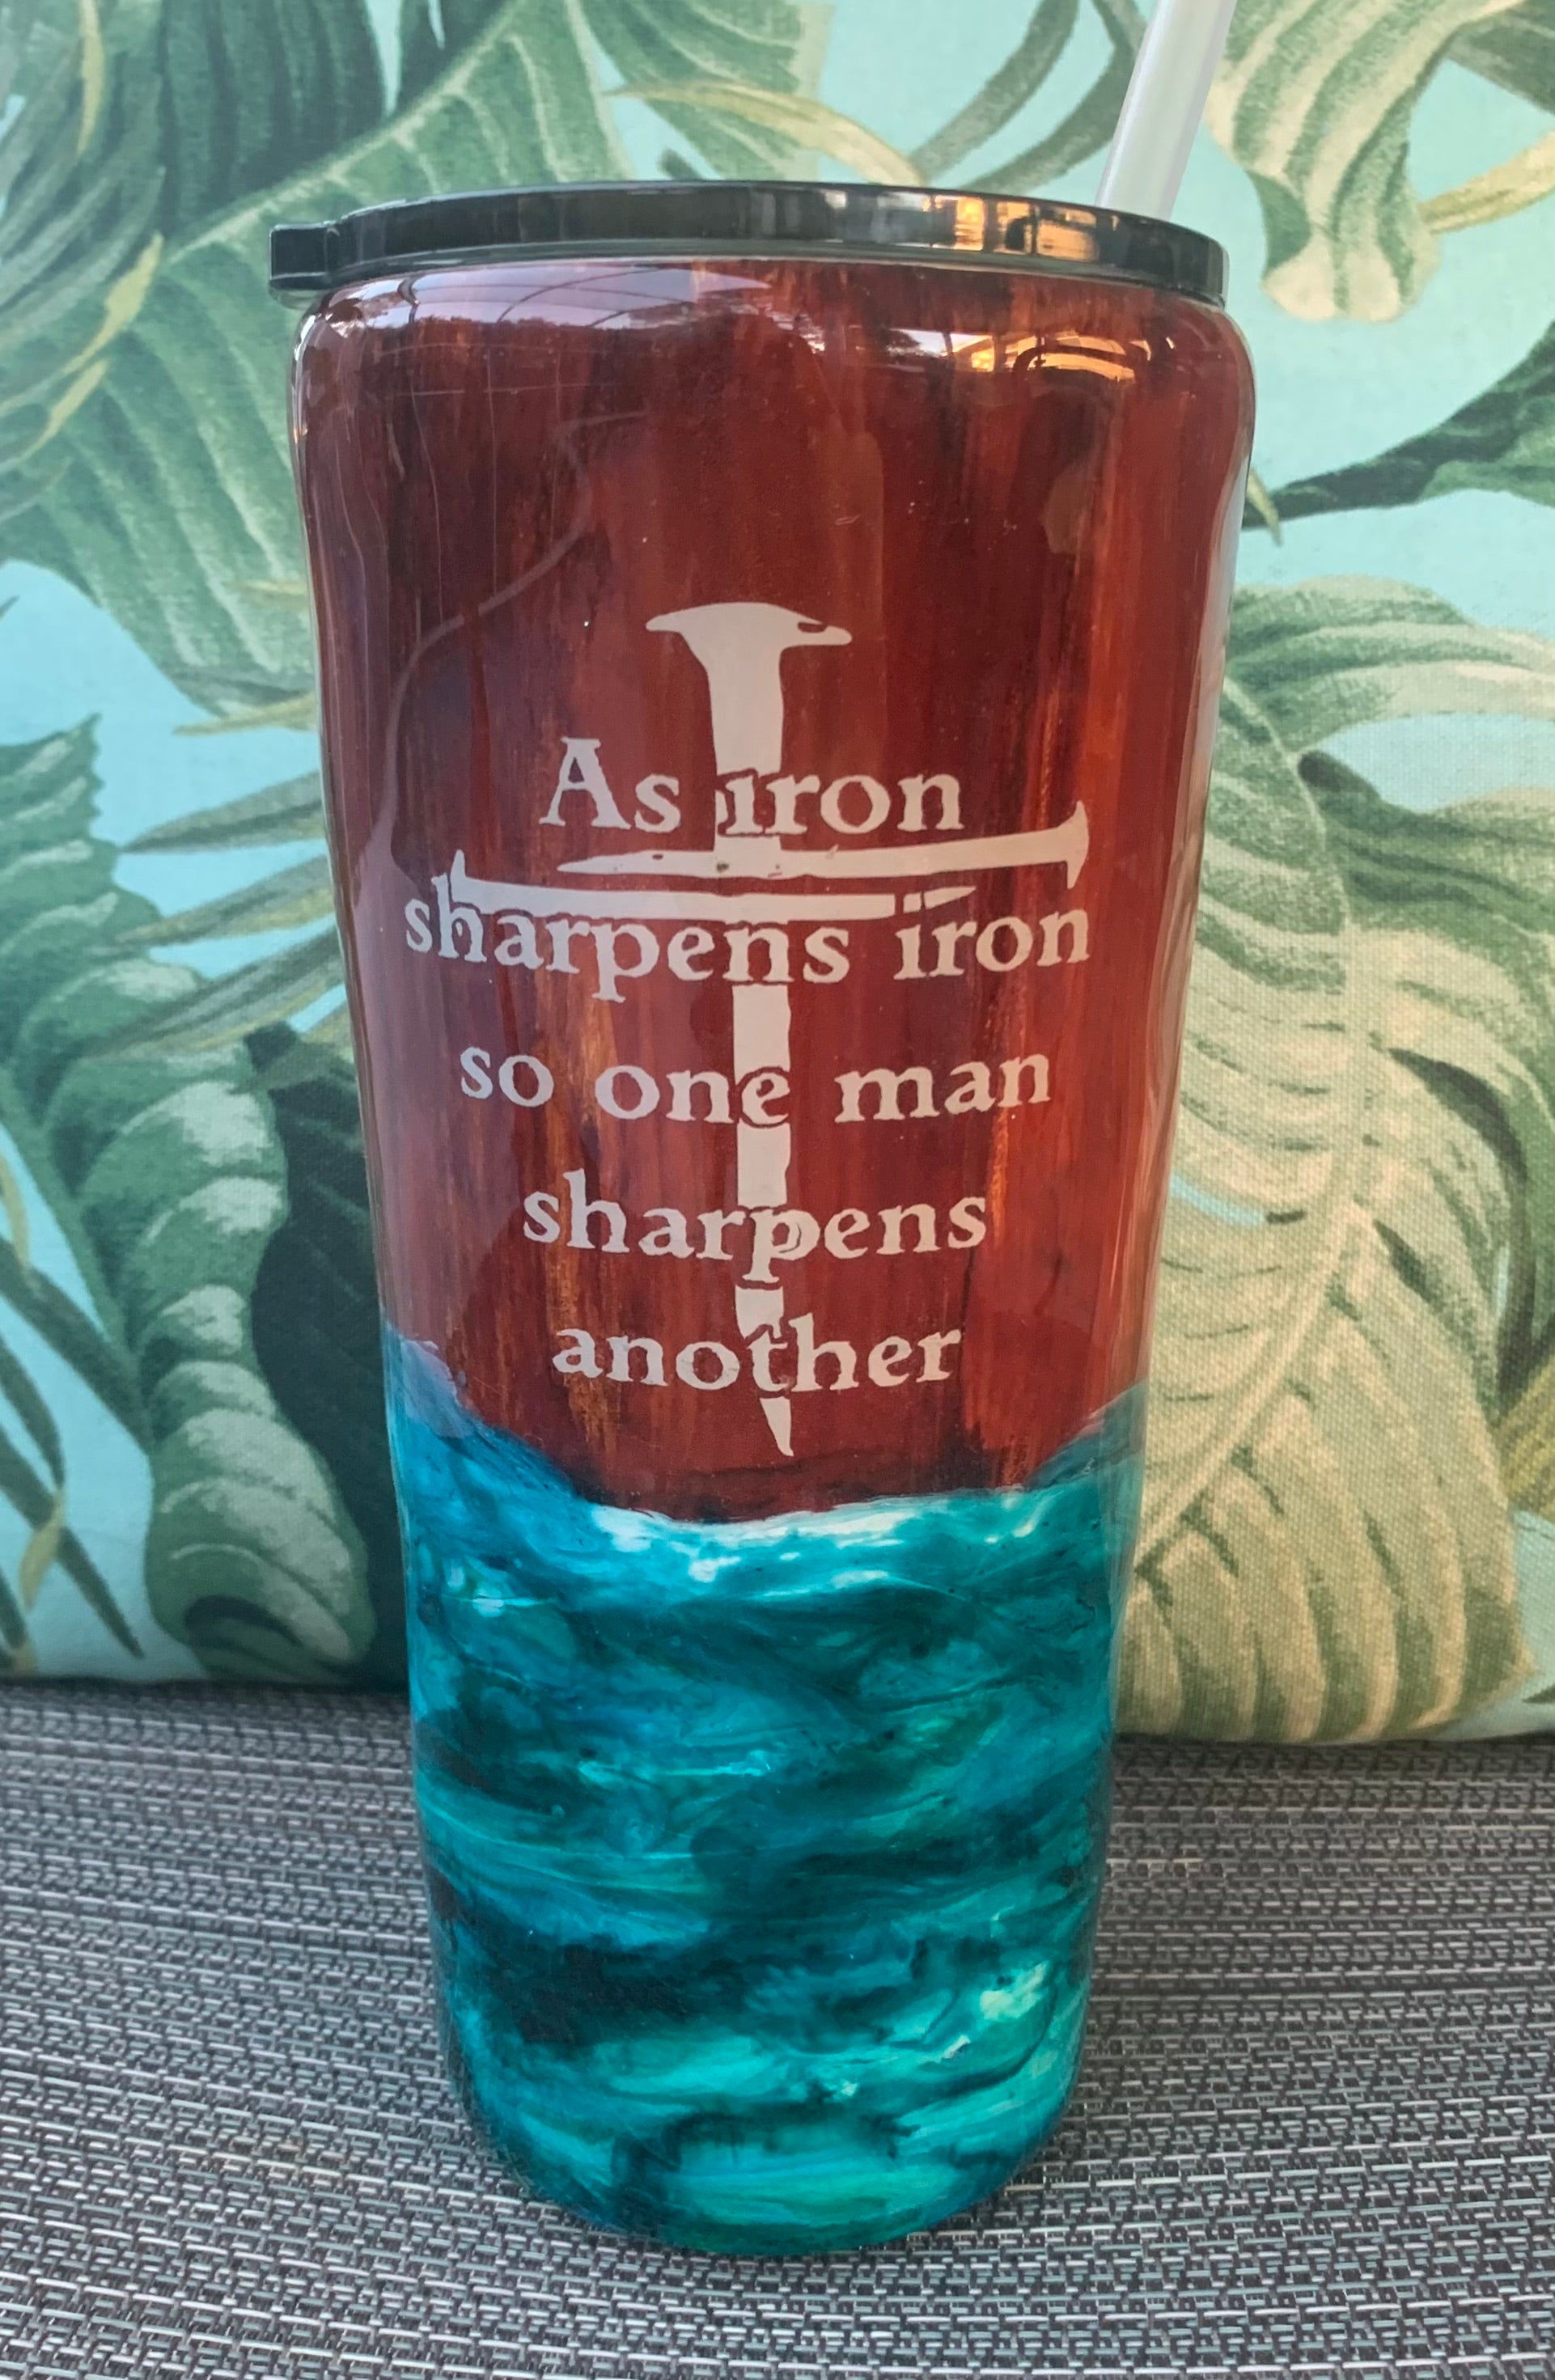 As iron
sharpens iron
so one man
sharpens
another